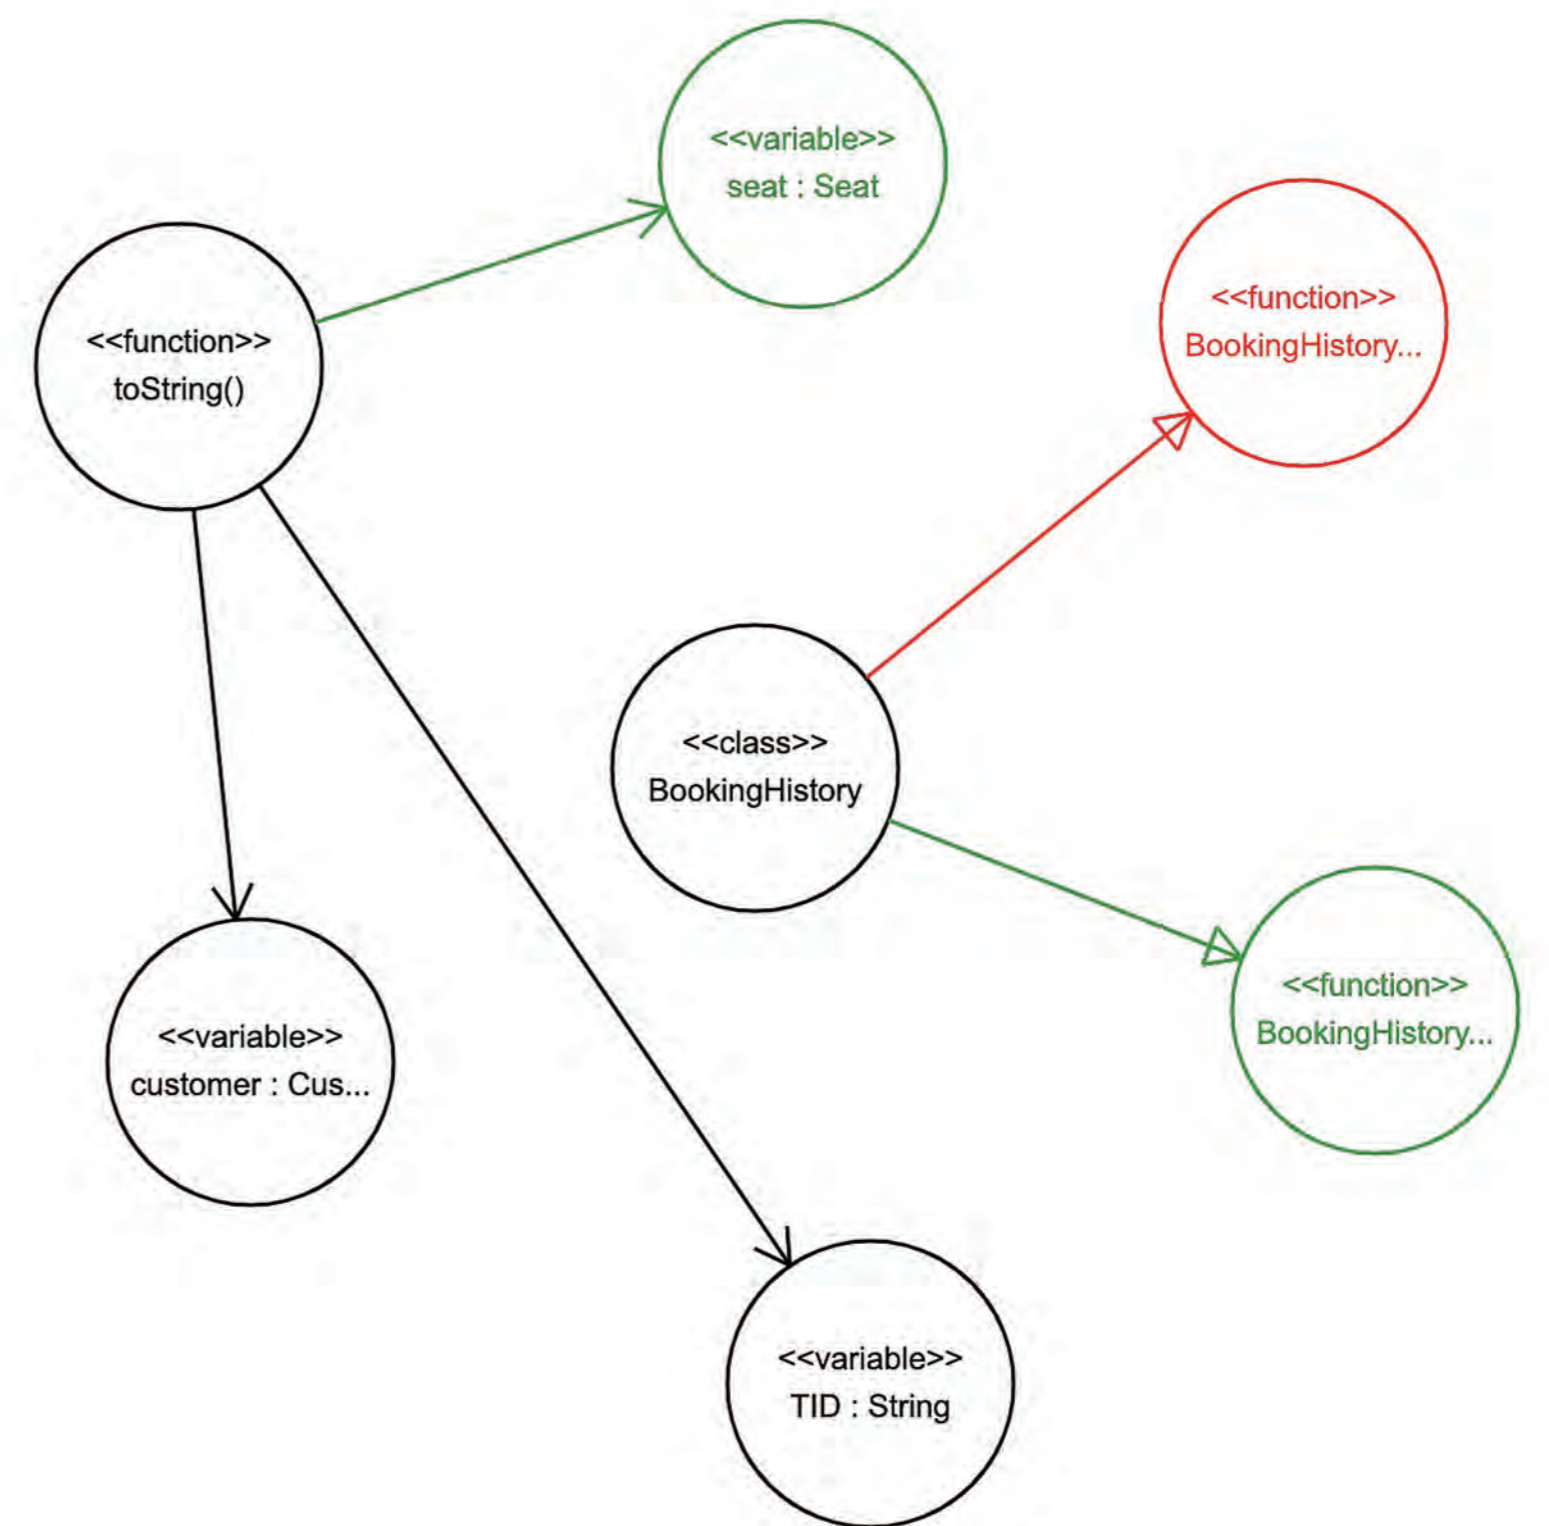 <<variable>>
seat : Seat
<<function>>
BookingHistory...
<<function>>
toString()
<<class>>
BookingHistory
<<function>>
BookingHistory...
<<variable>>
customer : Cus...
<<variable>>
TID : String